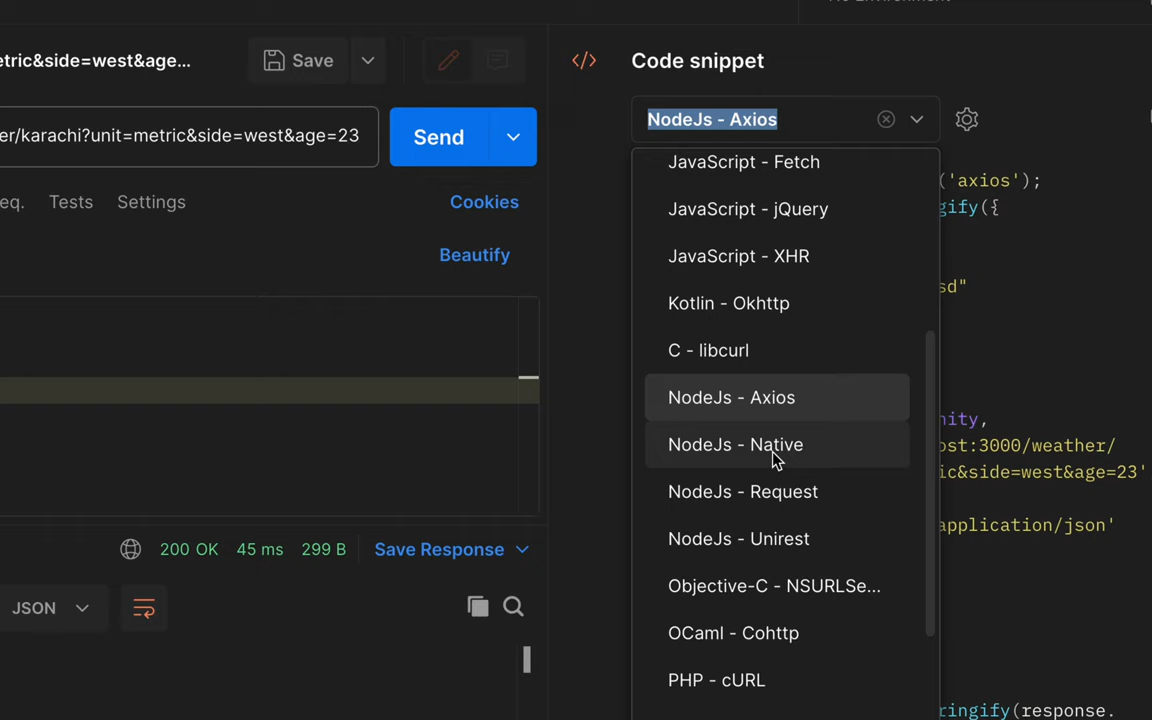 etric&side=west&age...
Save
er/karachi?unit=metric&side=west&age=23
Send
eq.
Tests
Settings
Cookies
Beautify
200 OK
45 ms
299 B
Save Response
JSON
</> Code snippet
NodeJs - Axios
JavaScript - Fetch
JavaScript - jQuery
JavaScript - XHR
Kotlin - Okhttp
C - libcurl
NodeJs - Axios
NodeJs - Native
NodeJs - Request
NodeJs - Unirest
Objective-C - NSURLSe...
OCaml - Cohttp
PHP - cURL
('axios');
gify({
sd"
nity,
ost:3000/weather/
ic&side=west&age=23'
application/json'
ringify(response.